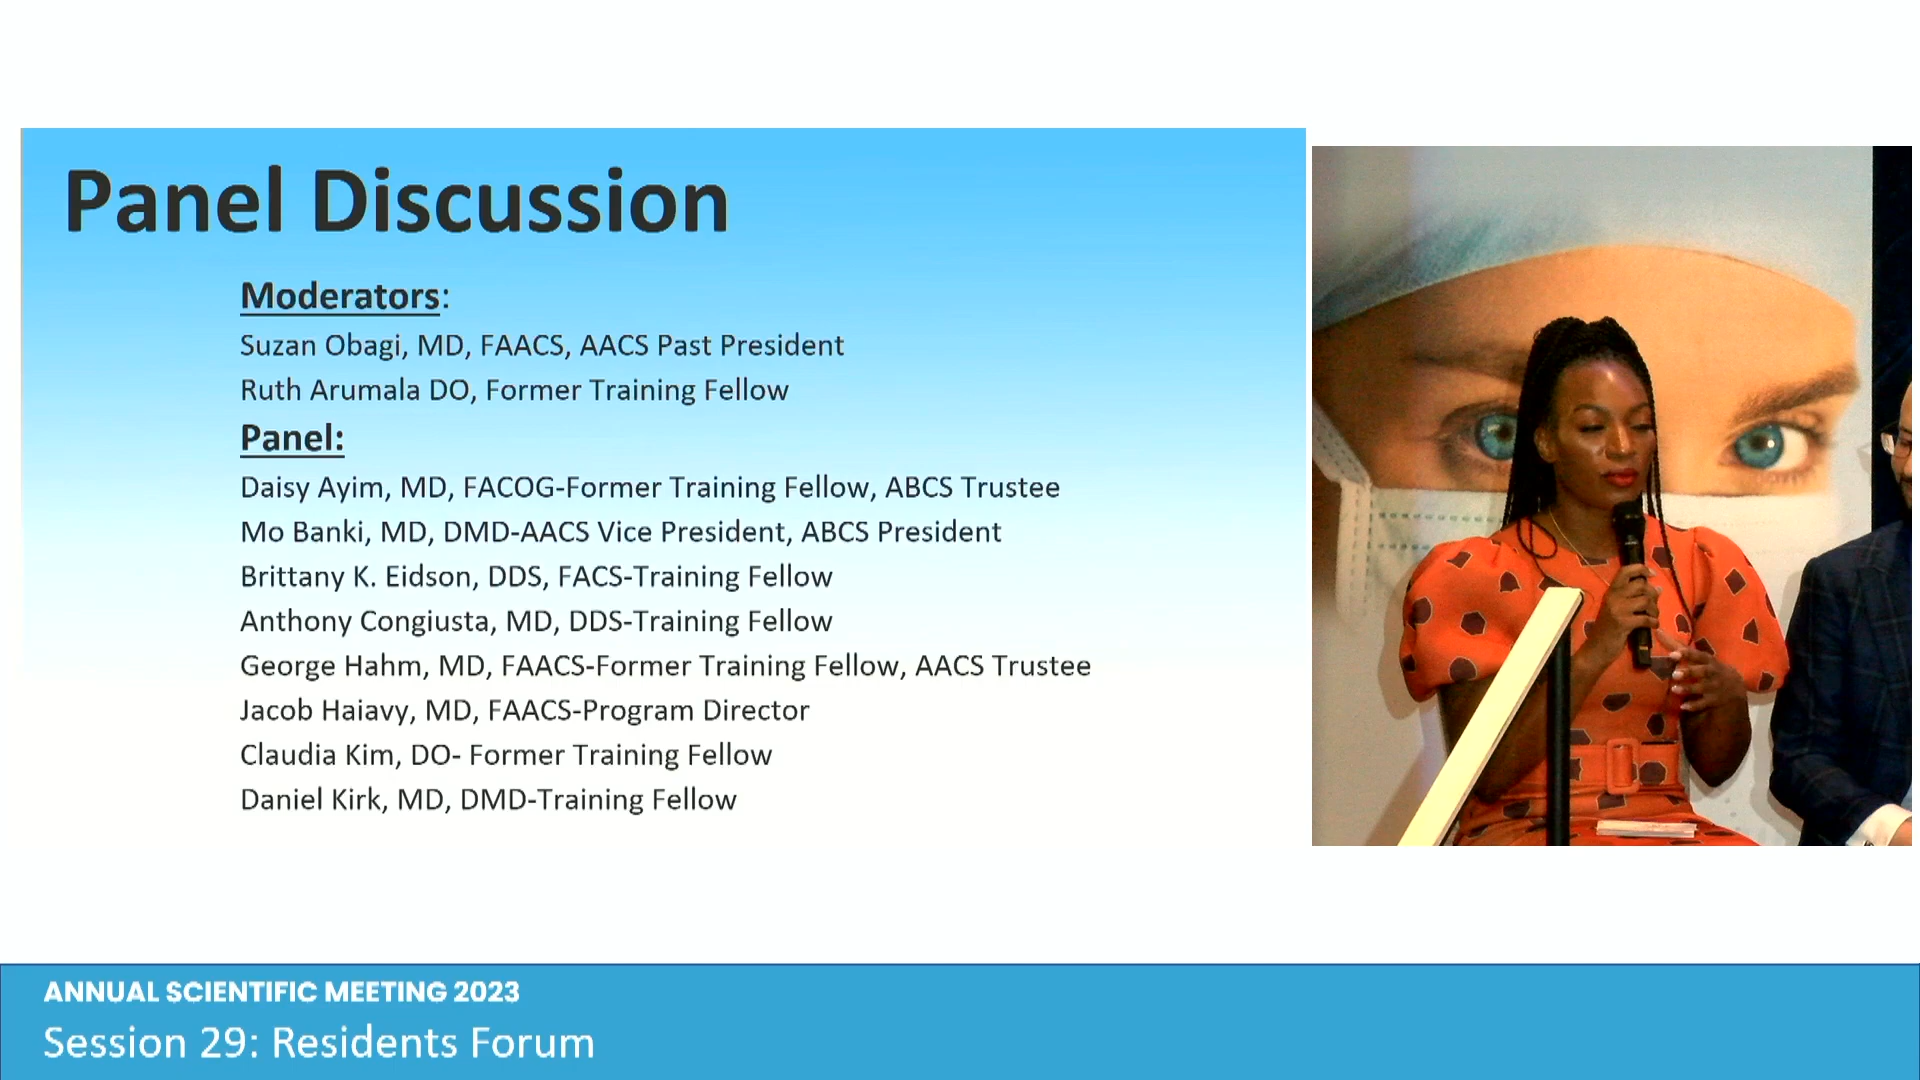 Panel Discussion
Moderators:
Suzan Obagi, MD, FAACS, AACS Past President
Ruth Arumala DO, Former Training Fellow
Panel:
Daisy Ayim, MD, FACOG-Former Training Fellow, ABCS Trustee
Mo Banki, MD, DMD-AACS Vice President, ABCS President
Brittany K. Eidson, DDS, FACS-Training Fellow
Anthony Congiusta, MD, DDS-Training Fellow
George Hahm, MD, FAACS-Former Training Fellow, AACS Trustee
Jacob Haiavy, MD, FAACS-Program Director
Claudia Kim, DO- Former Training Fellow
Daniel Kirk, MD, DMD-Training Fellow
ANNUAL SCIENTIFIC MEETING 2023
Session 29: Residents Forum